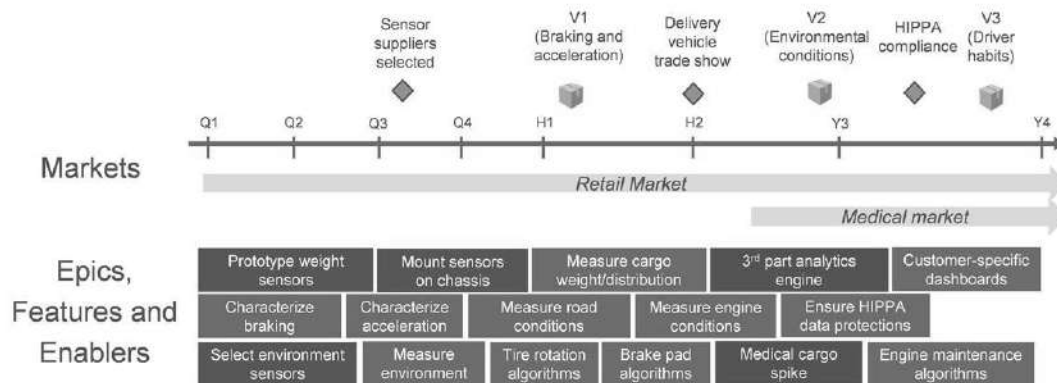 Sensor
suppliers
selected
V1
(Braking and
acceleration)
Delivery
vehicle
trade show
V2
(Environmental
conditions)
HIPPA
compliance
V3
(Driver
habits)
Q1 Q2 Q3 Q4 H1 H2 Y3 Y4
Markets
Retail Market
Medical market
Epics,
Features and
Enablers
Prototype weight
sensors
Mount sensors
on chassis
Measure cargo
weight/distribution
3rd part analytics
engine
Customer-specific
dashboards
Characterize
braking
Characterize
acceleration
Measure road
conditions
Measure engine
conditions
Ensure HIPPA
data protections
Select environment
sensors
Measure
environment
Tire rotation
algorithms
Brake pad
algorithms
Medical cargo
spike
Engine maintenance
algorithms